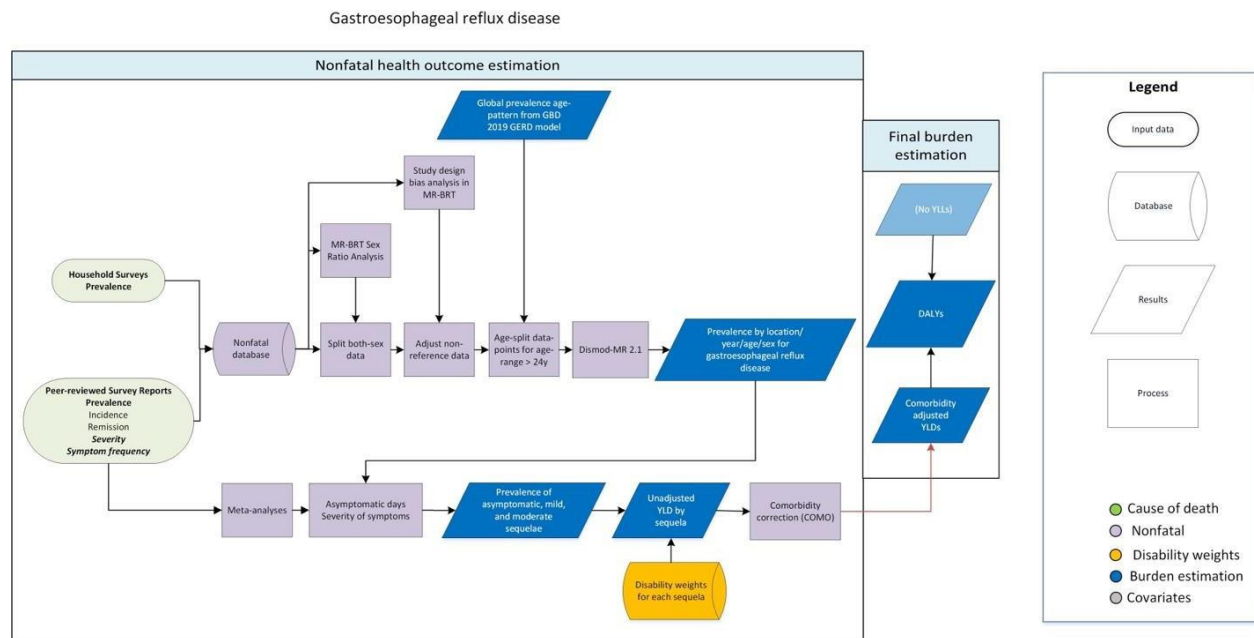 Gastroesophageal reflux disease
Nonfatal health outcome estimation
Global prevalence age-
pattern from GBD
2019 GERD model
Study design
bias analysis in
MR-BRT
MR-BRT Sex
Ratio Analysis
Household Surveys
Prevalence
Nonfatal
database
Split both-sex
data
Adjust non-
reference data
Age-split data-
points for age-
range > 24y
Dismod-MR 2.1
Prevalence by location/
year/age/sex for
gastroesophageal reflux
disease
Peer-reviewed Survey Reports
Prevalence
Incidence
Remission
Severity
Symptom frequency
Meta-analyses
Asymptomatic days
Severity of symptoms
Prevalence of
asymptomatic, mild,
and moderate
sequelae
Unadjusted
YLD by
sequela
Comorbidity
correction (COMO)
Disability weights
for each sequela
Final burden
estimation
(No YLLs)
DALYs
Comorbidity
adjusted
YLDs
Legend
Input data
Database
Results
Process
Cause of death
Nonfatal
Disability weights
Burden estimation
Covariates